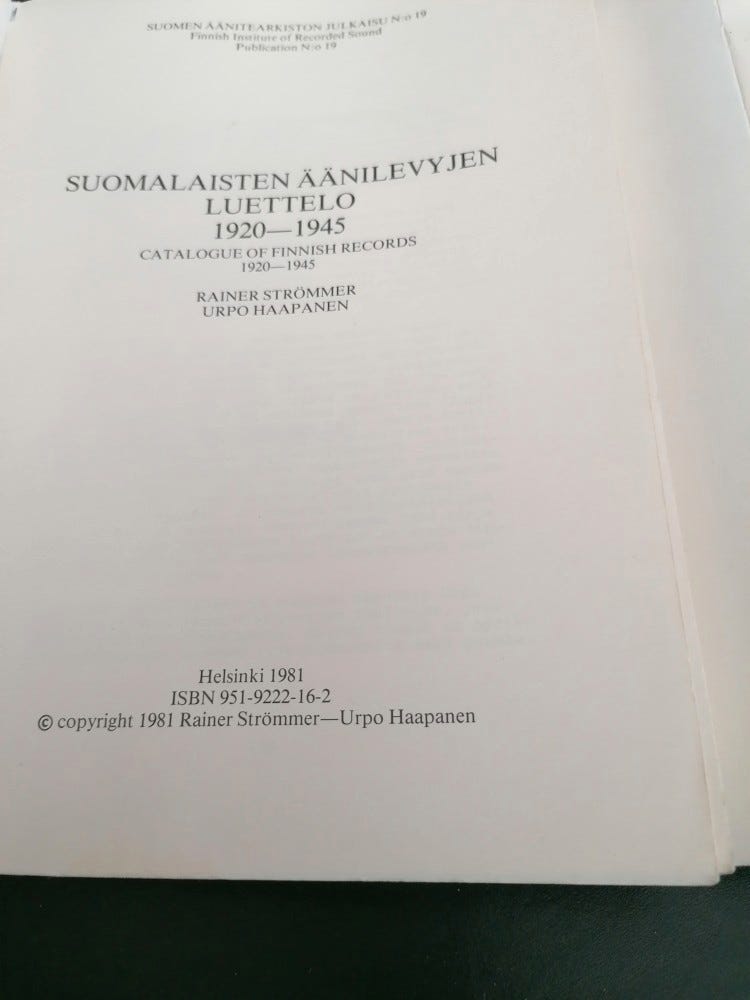 SUOMEN ÄÄNITEARKISTON JULKAISU N:o 19
Finnish Institute of Recorded Sound
Publication N:o 19
SUOMALAISTEN ÄÄNILEVYJEN
LUETTELO
1920—1945
CATALOGUE OF FINNISH RECORDS
1920—1945
RAINER STRÖMMER
URPO HAAPANEN
Helsinki 1981
ISBN 951-9222-16-2
© copyright 1981 Rainer Strömmer—Urpo Haapanen